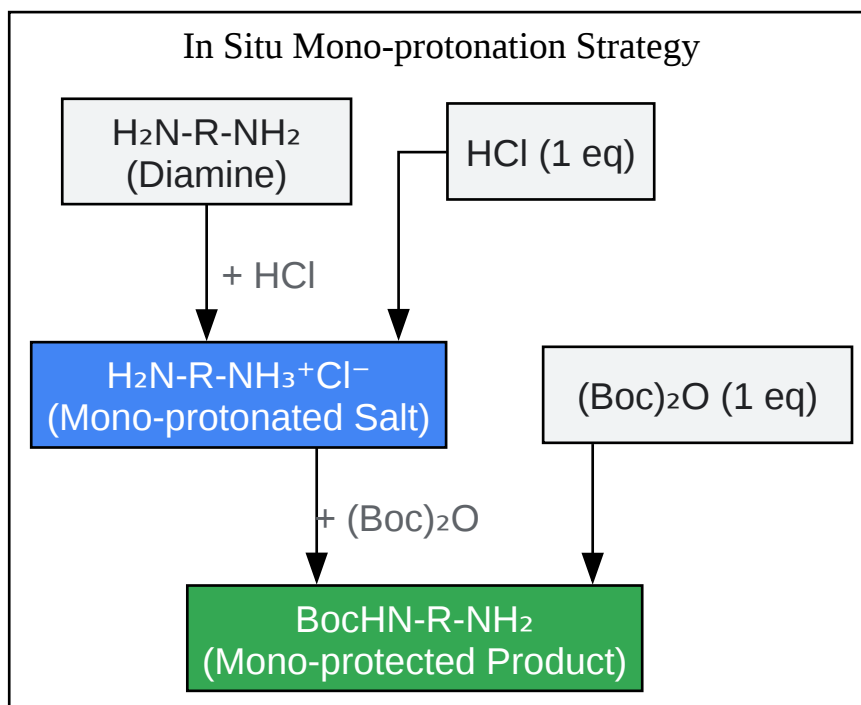 In Situ Mono-protonation Strategy
H₂N-R-NH₂
(Diamine)
HCl (1 eq)
+ HCl
H₂N-R-NH₃⁺Cl⁻
(Mono-protonated Salt)
(Boc)₂O (1 eq)
+ (Boc)₂O
BocHN-R-NH₂
(Mono-protected Product)